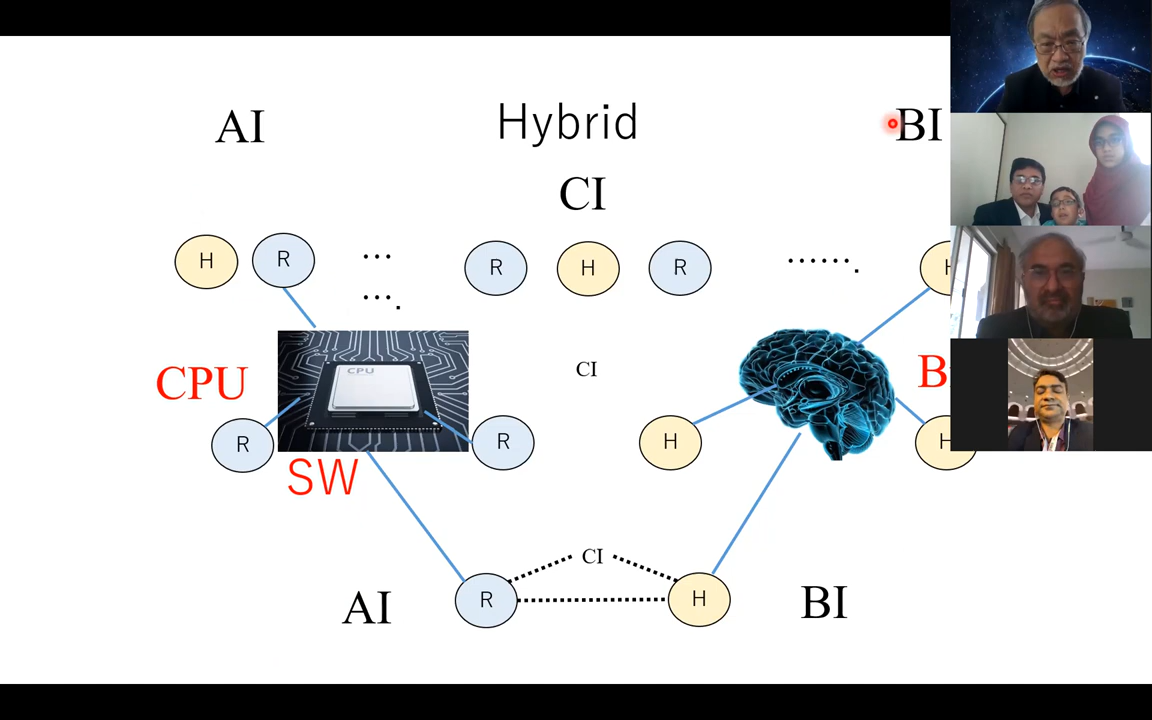 AI Hybrid BI
CI
H R ... R H R ....... H
....
CPU
CPU CI B
R R H H
SW
CI
AI R H BI